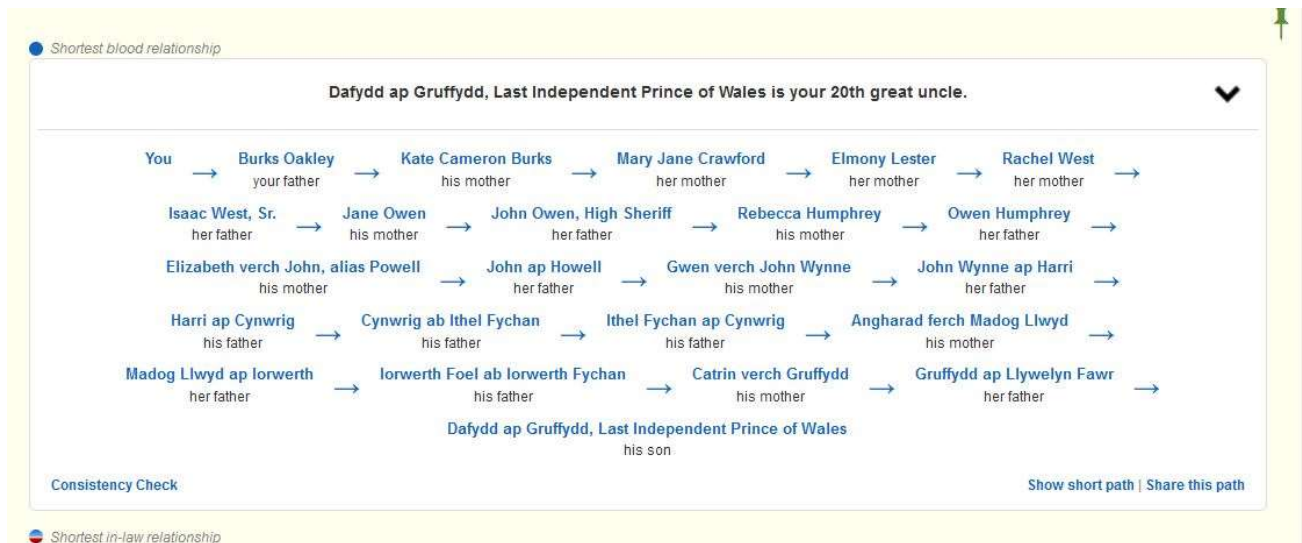 Shortest blood relationship
Dafydd ap Gruffydd, Last Independent Prince of Wales is your 20th great uncle.
You → Burks Oakley → Kate Cameron Burks → Mary Jane Crawford → Elmony Lester → Rachel West →
your father his mother her mother her mother her mother
Isaac West, Sr. → Jane Owen → John Owen, High Sheriff → Rebecca Humphrey → Owen Humphrey →
her father his mother her father his mother her father
Elizabeth verch John, alias Powell → John ap Howell → Gwen verch John Wynne → John Wynne ap Harri →
his mother her father his mother her father
Harri ap Cynwrig → Cynwrig ab Ithel Fychan → Ithel Fychan ap Cynwrig → Angharad ferch Madog Llwyd →
his father his father his father his mother
Madog Llwyd ap Iorwerth → Iorwerth Foel ab Iorwerth Fychan → Catrin verch Gruffydd → Gruffydd ap Llywelyn Fawr →
her father his father his mother her father
Dafydd ap Gruffydd, Last Independent Prince of Wales
his son
Consistency Check Show short path | Share this path
Shortest in-law relationship